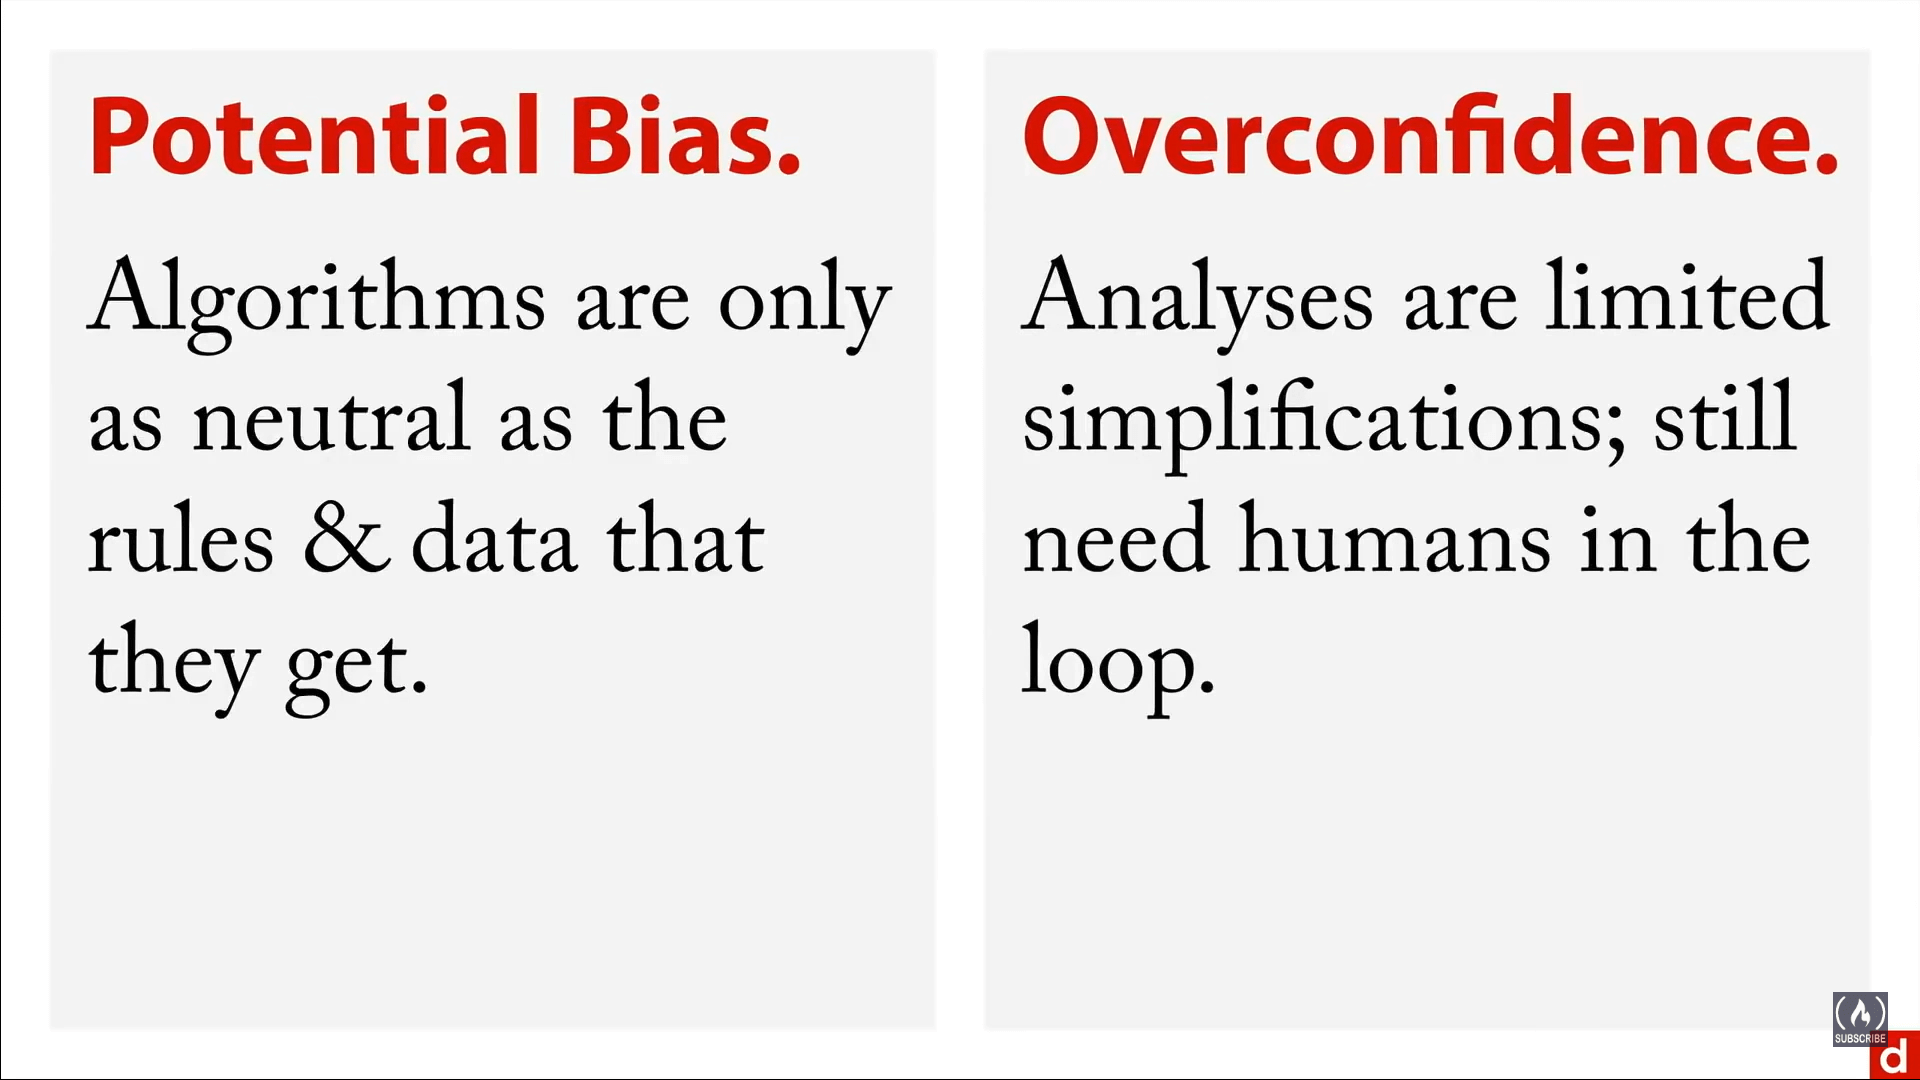 Potential Bias.
Algorithms are only
as neutral as the
rules & data that
they get.
Overconfidence.
Analyses are limited
simplifications; still
need humans in the
loop.
SUBSCRIBE
d